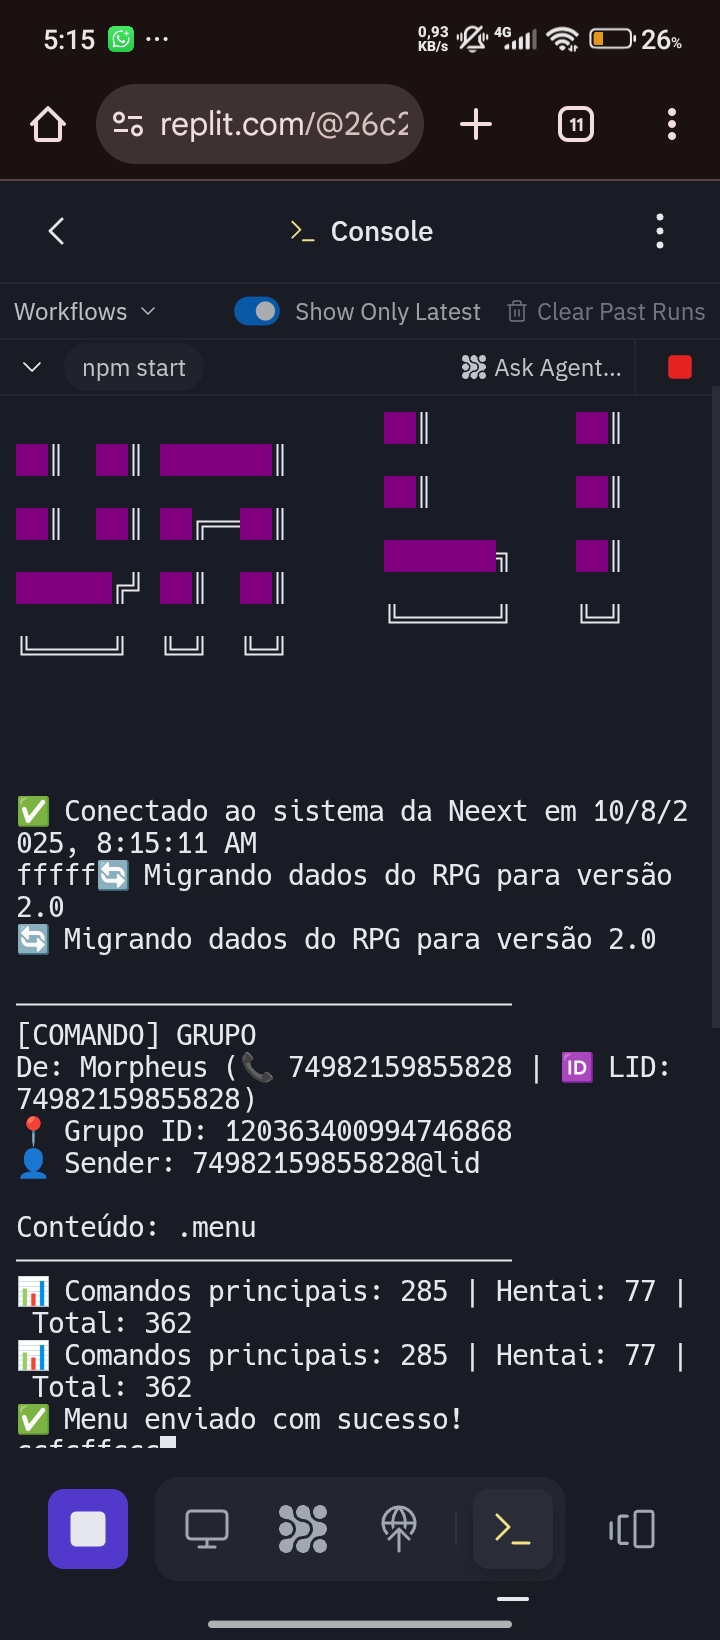 5:15
0,93
KB/s
4G
26%
replit.com/@26c2
11
Console
Workflows
Show Only Latest
Clear Past Runs
npm start
Ask Agent...
✅ Conectado ao sistema da Neext em 10/8/2
025, 8:15:11 AM
fffff🔄 Migrando dados do RPG para versão
2.0
🔄 Migrando dados do RPG para versão 2.0
[COMANDO] GRUPO
De: Morpheus (📞 74982159855828 | 🆔 LID:
74982159855828)
📍 Grupo ID: 120363400994746868
👤 Sender: 74982159855828@lid
Conteúdo: .menu
📊 Comandos principais: 285 | Hentai: 77 |
Total: 362
📊 Comandos principais: 285 | Hentai: 77 |
Total: 362
✅ Menu enviado com sucesso!